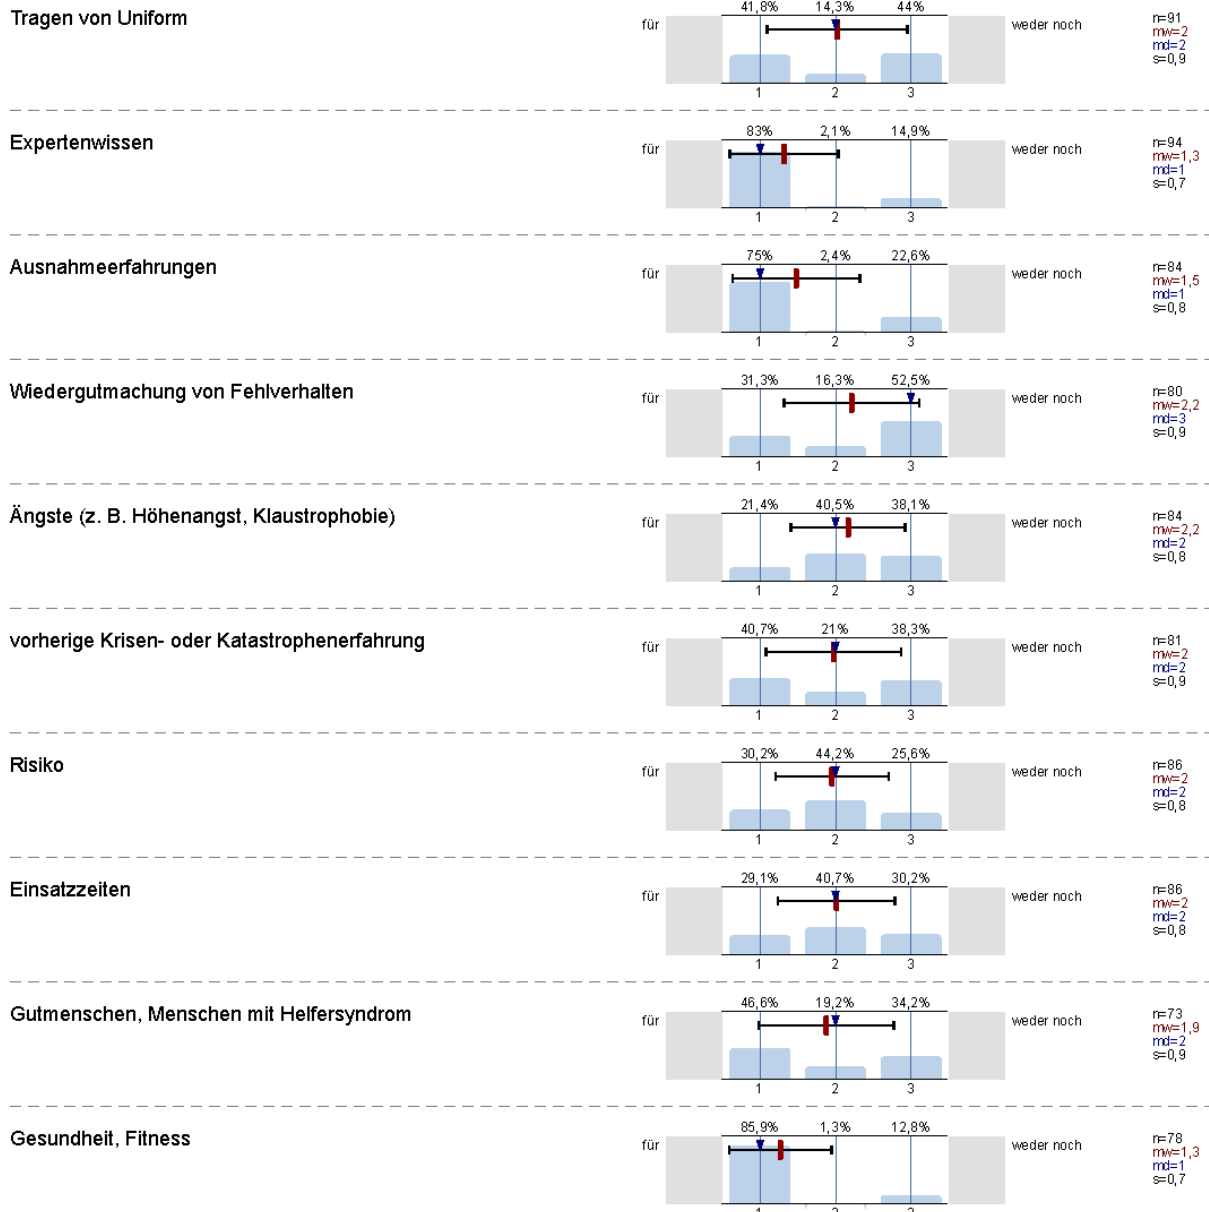 Tragen von Uniform
für
41,8% 14,3% 44%
1 2 3
weder noch
n=91
mw=2
md=2
s=0,9
Expertenwissen
für
83% 2,1% 14,9%
1 2 3
weder noch
n=94
mw=1,3
md=1
s=0,7
Ausnahmeerfahrungen
für
75% 2,4% 22,6%
1 2 3
weder noch
n=84
mw=1,5
md=1
s=0,8
Wiedergutmachung von Fehlverhalten
für
31,3% 16,3% 52,5%
1 2 3
weder noch
n=80
mw=2,2
md=3
s=0,9
Ängste (z. B. Höhenangst, Klaustrophobie)
für
21,4% 40,5% 38,1%
1 2 3
weder noch
n=84
mw=2,2
md=2
s=0,8
vorherige Krisen- oder Katastrophenerfahrung
für
40,7% 21% 38,3%
1 2 3
weder noch
n=81
mw=2
md=2
s=0,9
Risiko
für
30,2% 44,2% 25,6%
1 2 3
weder noch
n=86
mw=2
md=2
s=0,8
Einsatzzeiten
für
29,1% 40,7% 30,2%
1 2 3
weder noch
n=86
mw=2
md=2
s=0,8
Gutmenschen, Menschen mit Helfersyndrom
für
46,6% 19,2% 34,2%
1 2 3
weder noch
n=73
mw=1,9
md=2
s=0,9
Gesundheit, Fitness
für
85,9% 1,3% 12,8%
1 2 3
weder noch
n=78
mw=1,3
md=1
s=0,7